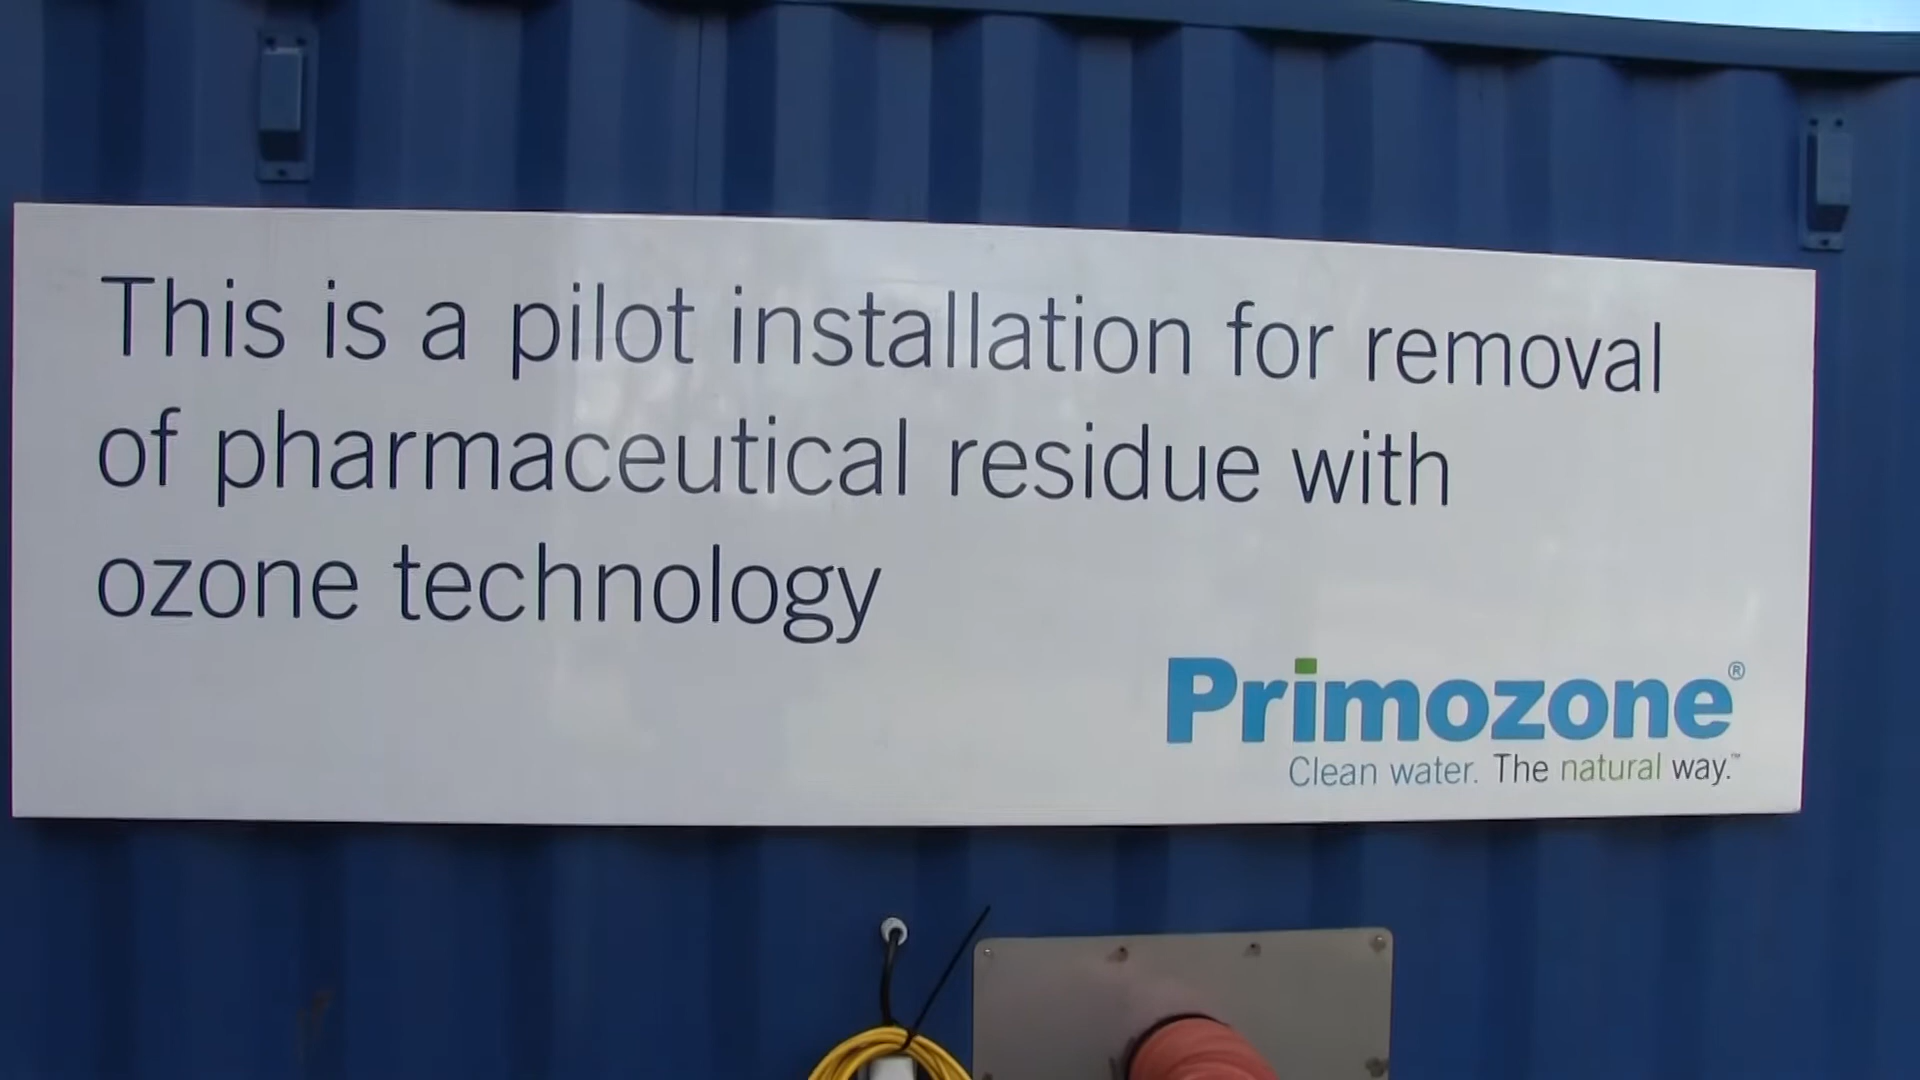 This is a pilot installation for removal
of pharmaceutical residue with
ozone technology
Primozone®
Clean water. The natural way.™